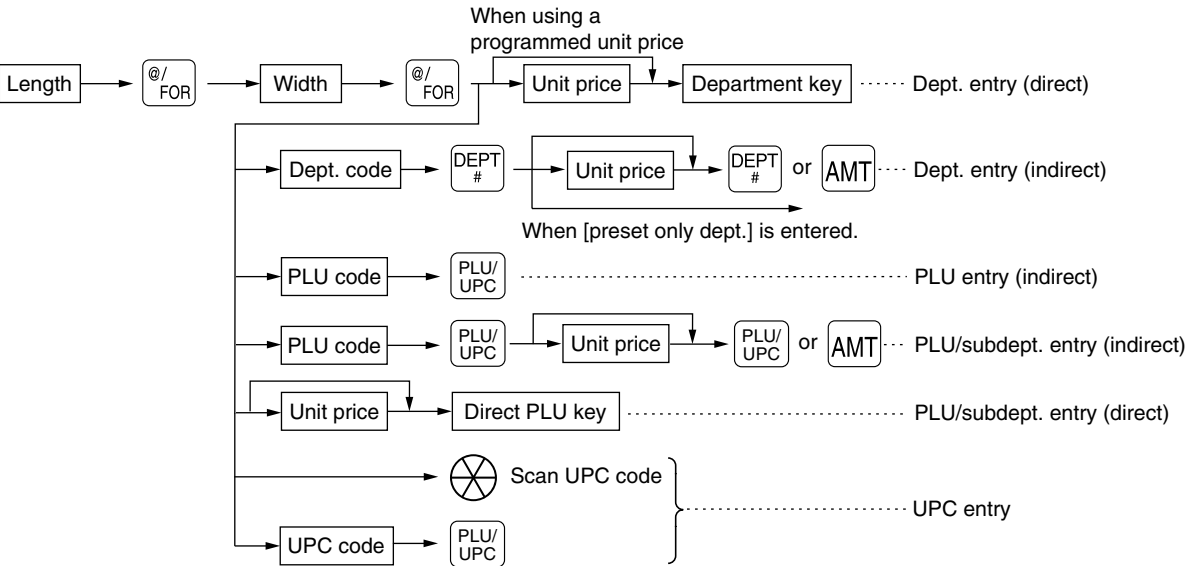 When using a
programmed unit price
Length @/FOR Width @/FOR Unit price Department key Dept. entry (direct)
Dept. code DEPT # Unit price DEPT # or AMT Dept. entry (indirect)
When [preset only dept.] is entered.
PLU code PLU/UPC PLU entry (indirect)
PLU code PLU/UPC Unit price PLU/UPC or AMT PLU/subdept. entry (indirect)
Unit price Direct PLU key PLU/subdept. entry (direct)
Scan UPC code
UPC entry
UPC code PLU/UPC